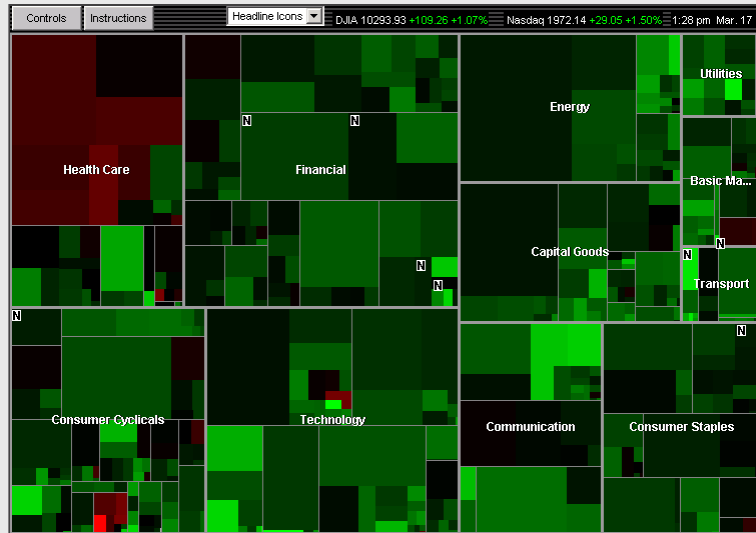 Controls Instructions Headline Icons DJIA 10293.93 +109.26 +1.07% Nasdaq 1972.14 +29.05 +1.50% 1:28 pm Mar. 17
Utilities
Energy
N N
Health Care Financial
Basic Ma...
N
Capital Goods N
N
Transport
N
N N
Consumer Cyclicals Technology
Communication Consumer Staples